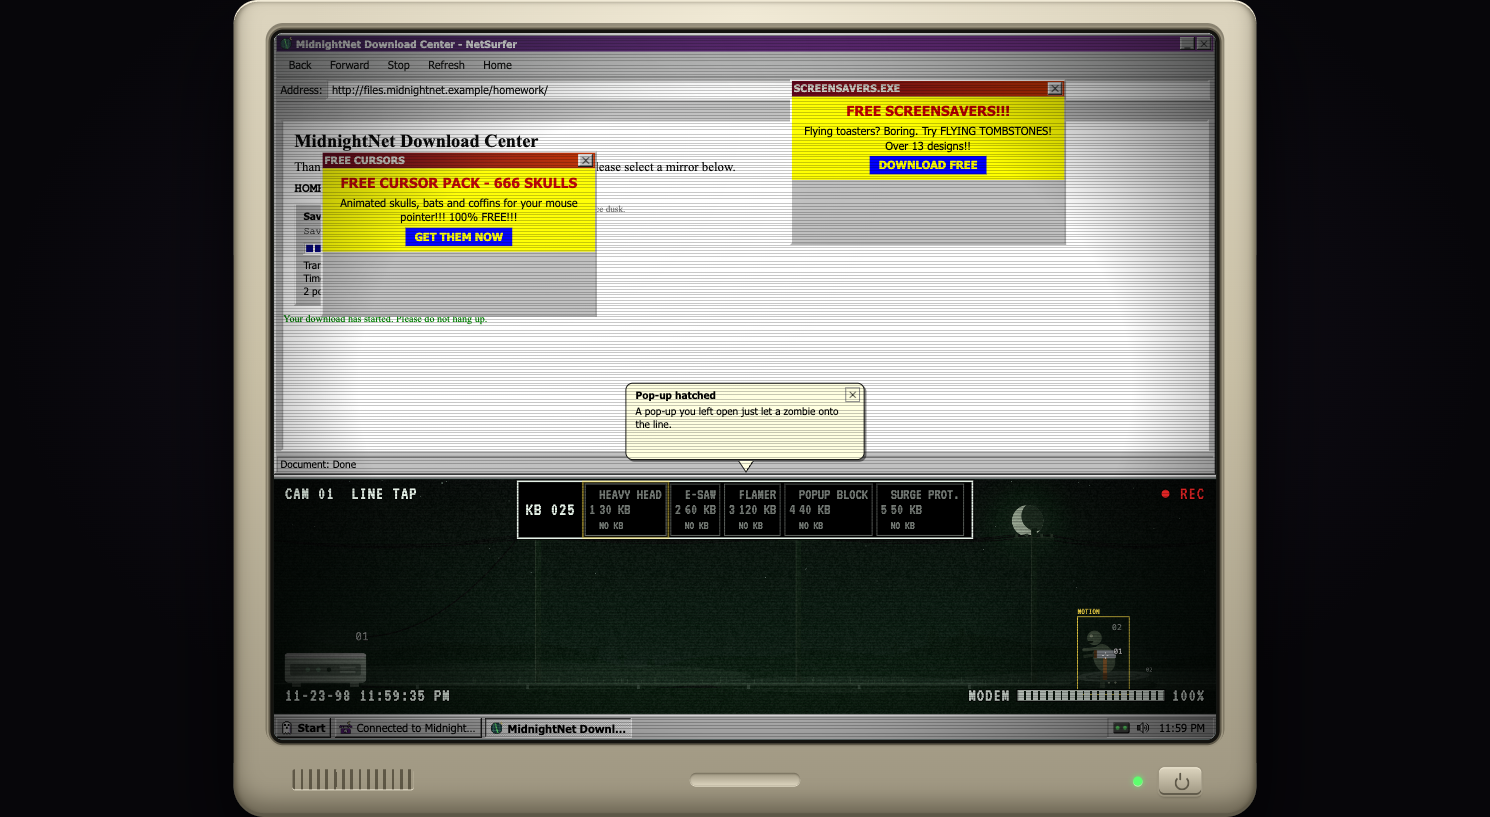 MidnightNet Download Center - NetSurfer
Back Forward Stop Refresh Home
Address: http://files.midnightnet.example/homework/
SCREENSAVERS.EXE
FREE SCREENSAVERS!!!
Flying toasters? Boring. Try FLYING TOMBSTONES!
Over 13 designs!!
DOWNLOAD FREE
MidnightNet Download Center
lease select a mirror below.
FREE CURSORS
FREE CURSOR PACK - 666 SKULLS
Animated skulls, bats and coffins for your mouse
pointer!!! 100% FREE!!!
GET THEM NOW
dusk.
Your download has started. Please do not hang up.
Pop-up hatched
A pop-up you left open just let a zombie onto
the line.
Document: Done
CAM 01 LINE TAP
KB 025
HEAVY HEAD
1 30 KB
NO KB
E-SAW
2 60 KB
NO KB
FLAMER
3 120 KB
NO KB
POPUP BLOCK
4 40 KB
NO KB
SURGE PROT.
5 50 KB
NO KB
REC
MOTION
02
01
02
01
11-23-98 11:59:35 PM
MODEM 100%
Start
Connected to Midnight...
MidnightNet Downl...
11:59 PM